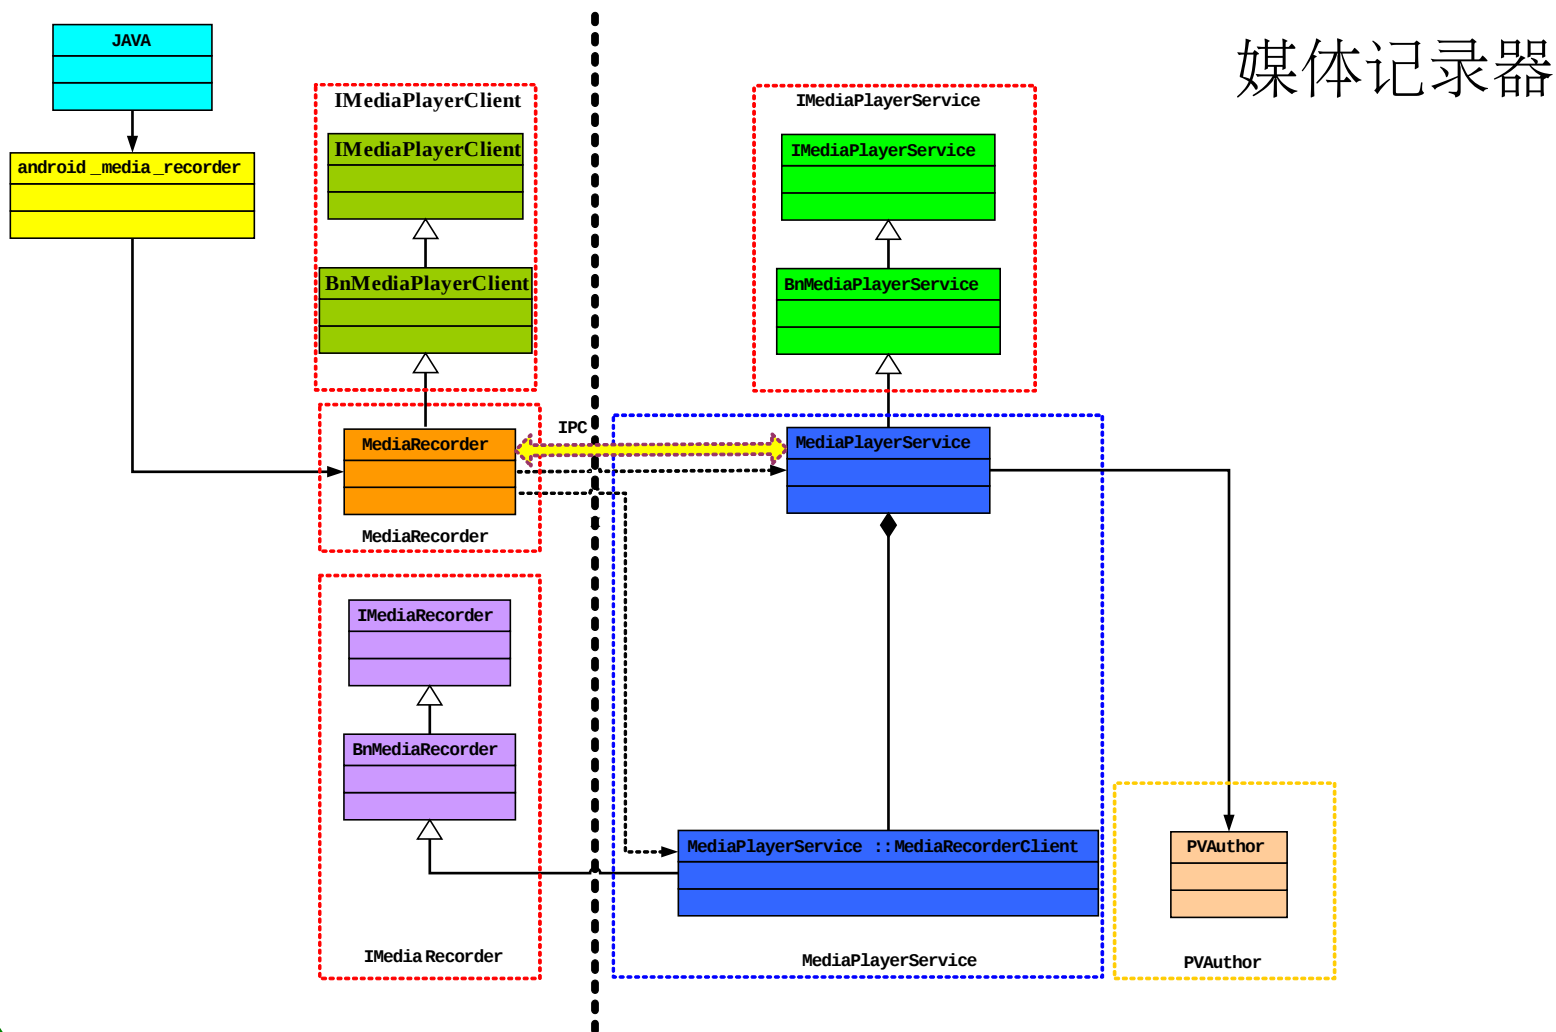 媒体记录器
JAVA
android_media_recorder
IMediaPlayerClient
IMediaPlayerClient
BnMediaPlayerClient
IMediaPlayerService
IMediaPlayerService
BnMediaPlayerService
IPC
MediaRecorder
MediaRecorder
MediaPlayerService
IMediaRecorder
BnMediaRecorder
IMedia Recorder
MediaPlayerService ::MediaRecorderClient
MediaPlayerService
PVAuthor
PVAuthor